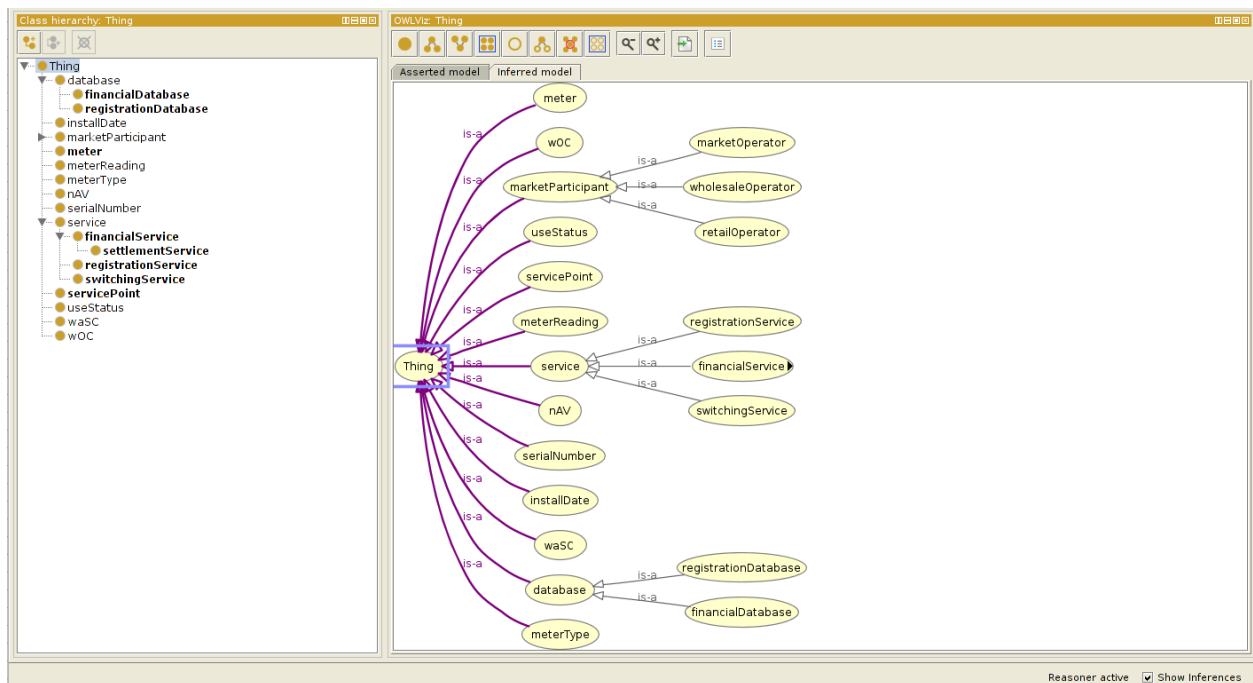 Class hierarchy: Thing
Thing
database
financialDatabase
registrationDatabase
installDate
marketParticipant
meter
meterReading
meterType
nAV
serialNumber
service
financialService
settlementService
registrationService
switchingService
servicePoint
useStatus
waSC
wOC
OWLViz: Thing
Asserted model
Inferred model
meter
is-a
wOC
marketOperator
is-a
is-a
marketParticipant
is-a
wholesaleOperator
is-a
is-a
useStatus
retailOperator
is-a
servicePoint
is-a
meterReading
registrationService
is-a
is-a
Thing
is-a
service
is-a
financialService
is-a
is-a
nAV
switchingService
is-a
serialNumber
is-a
installDate
is-a
waSC
is-a
registrationDatabase
is-a
is-a
database
is-a
financialDatabase
meterType
Reasoner active
Show Inferences